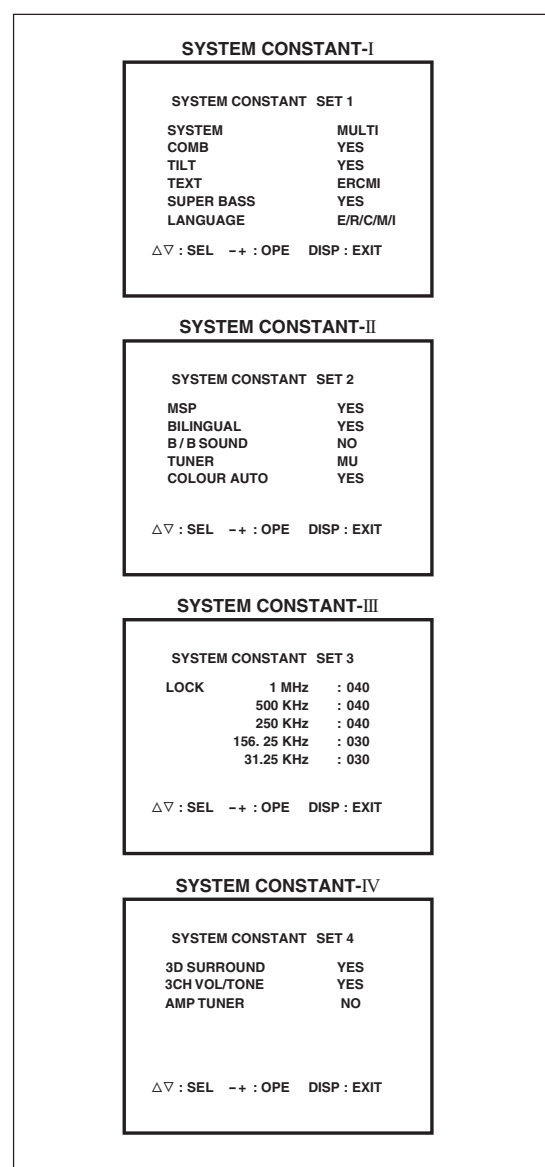 SYSTEM CONSTANT-I
SYSTEM CONSTANT SET 1
SYSTEM MULTI
COMB YES
TILT YES
TEXT ERCMI
SUPER BASS YES
LANGUAGE E/R/C/M/I
△▽ : SEL −+ : OPE DISP : EXIT
SYSTEM CONSTANT-II
SYSTEM CONSTANT SET 2
MSP YES
BILINGUAL YES
B / B SOUND NO
TUNER MU
COLOUR AUTO YES
△▽ : SEL −+ : OPE DISP : EXIT
SYSTEM CONSTANT-III
SYSTEM CONSTANT SET 3
LOCK 1 MHz : 040
500 KHz : 040
250 KHz : 040
156. 25 KHz : 030
31.25 KHz : 030
△▽ : SEL −+ : OPE DISP : EXIT
SYSTEM CONSTANT-IV
SYSTEM CONSTANT SET 4
3D SURROUND YES
3CH VOL/TONE YES
AMP TUNER NO
△▽ : SEL −+ : OPE DISP : EXIT